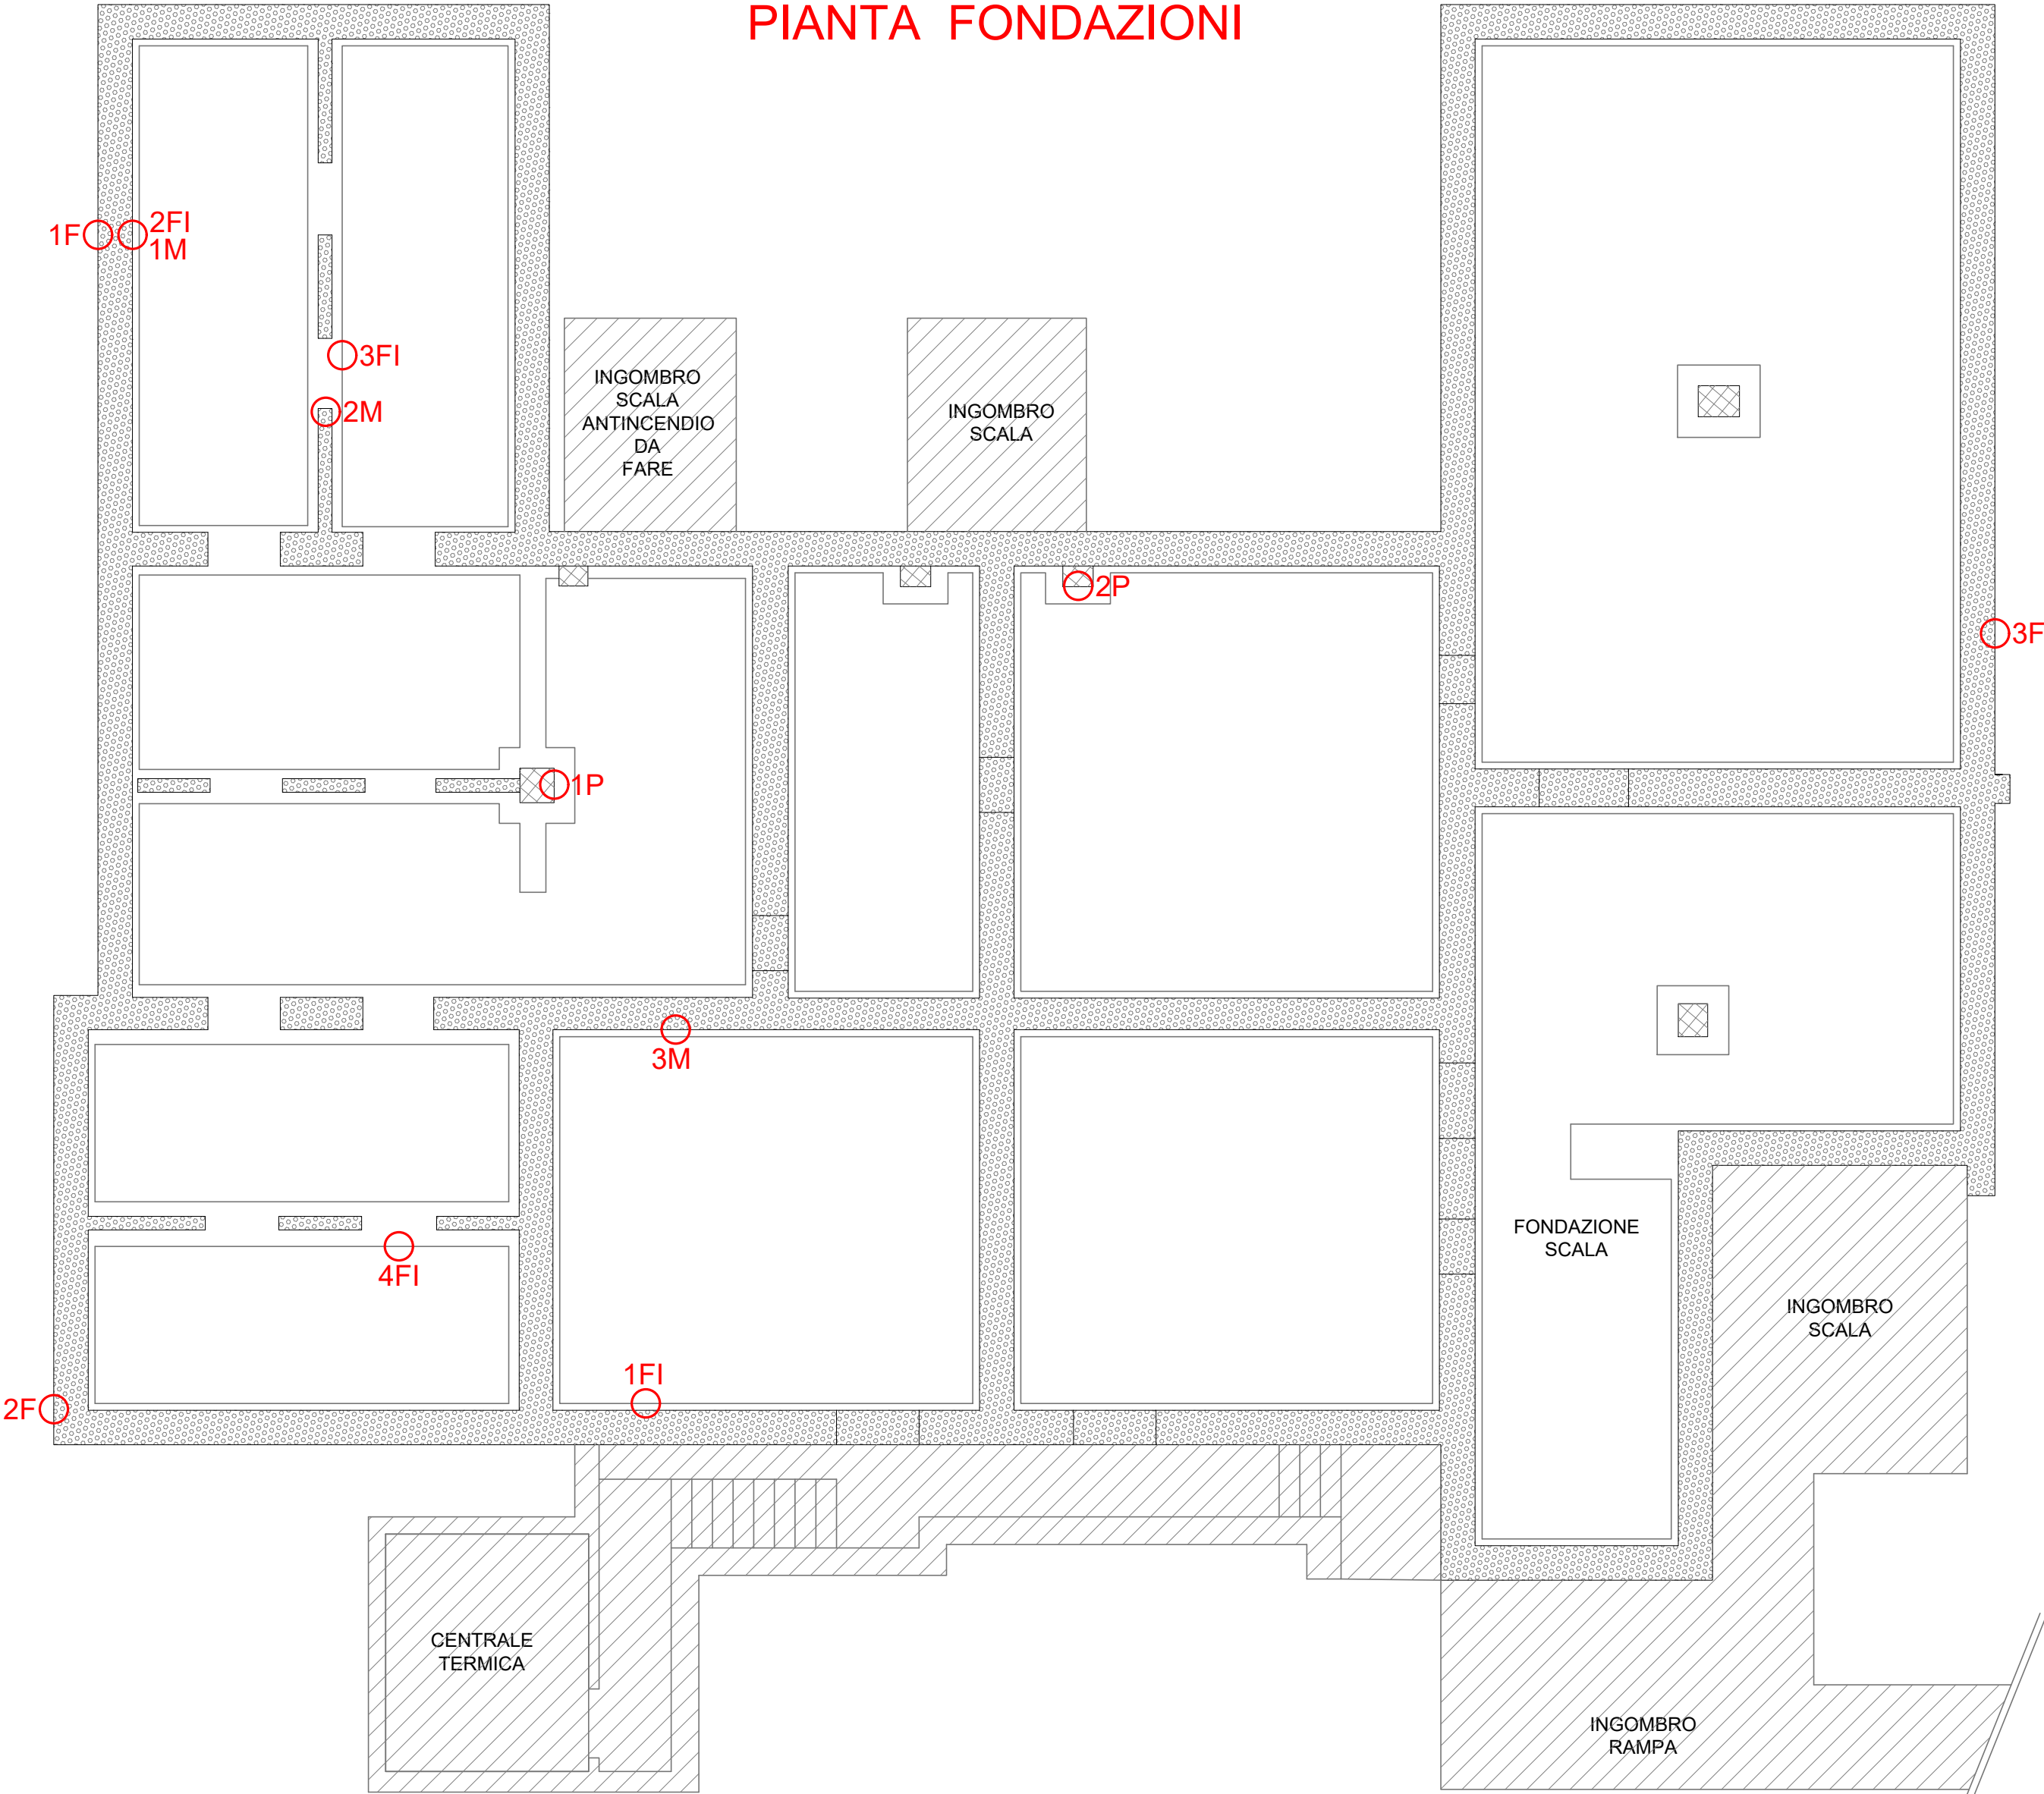 PIANTA FONDAZIONI
1F
2FI
1M
3FI
2M
INGOMBRO
SCALA
ANTINCENDIO
DA
FARE
INGOMBRO
SCALA
2P
3F
1P
3M
FONDAZIONE
SCALA
4FI
INGOMBRO
SCALA
1FI
2F
CENTRALE
TERMICA
INGOMBRO
RAMPA